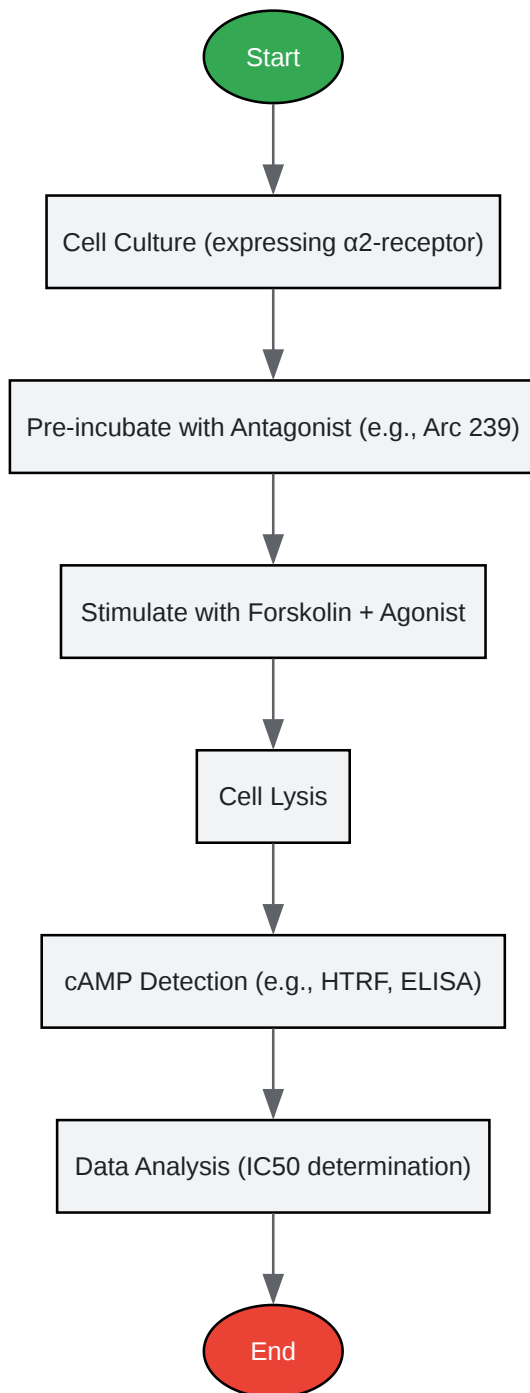 Start
Cell Culture (expressing α2-receptor)
Pre-incubate with Antagonist (e.g., Arc 239)
Stimulate with Forskolin + Agonist
Cell Lysis
cAMP Detection (e.g., HTRF, ELISA)
Data Analysis (IC50 determination)
End